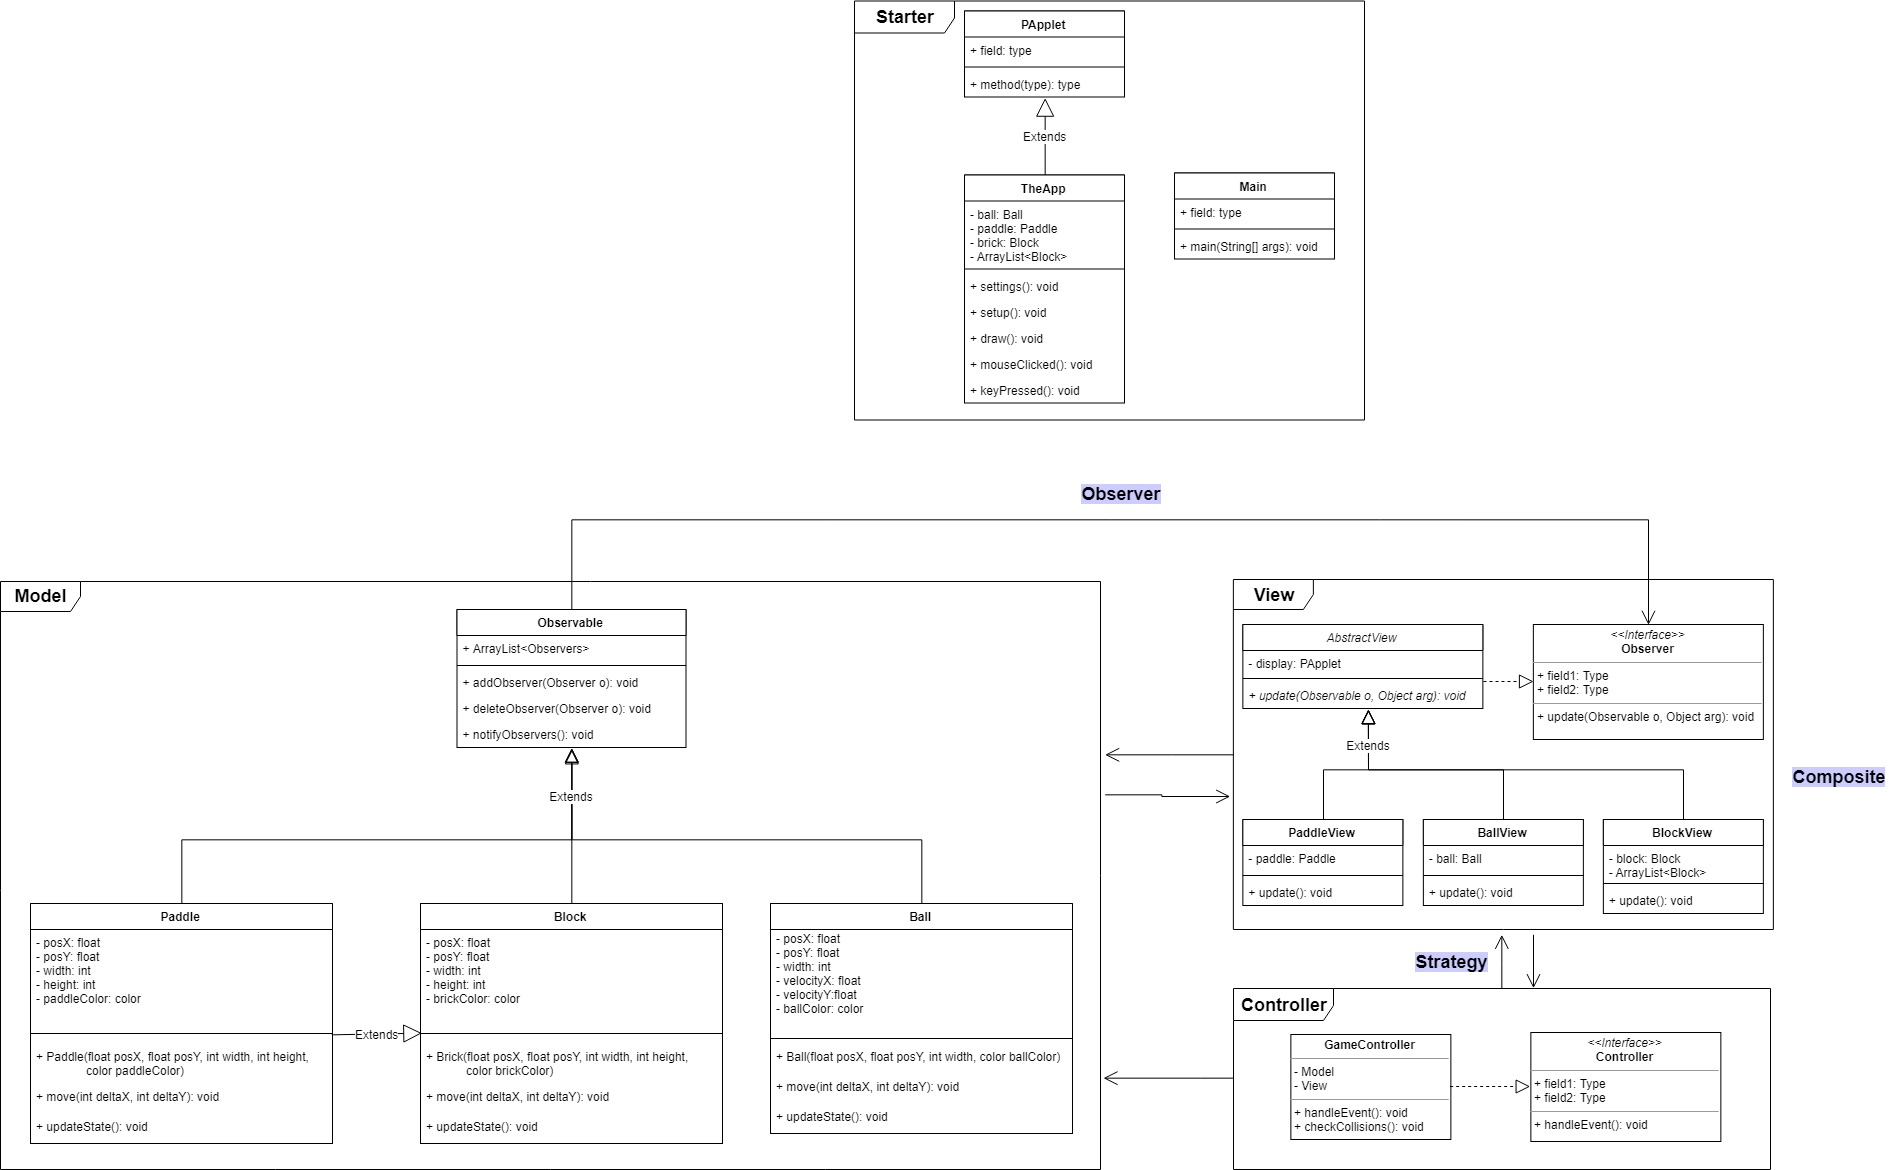 Starter
PApplet
+ field: type
+ method(type): type
Extends
TheApp
- ball: Ball
- paddle: Paddle
- brick: Block
- ArrayList<Block>
+ settings(): void
+ setup(): void
+ draw(): void
+ mouseClicked(): void
+ keyPressed(): void
Main
+ field: type
+ main(String[] args): void
Observer
Model
Observable
+ ArrayList<Observers>
+ addObserver(Observer o): void
+ deleteObserver(Observer o): void
+ notifyObservers(): void
Extends
Paddle
- posX: float
- posY: float
- width: int
- height: int
- paddleColor: color
+ Paddle(float posX, float posY, int width, int height,
color paddleColor)
+ move(int deltaX, int deltaY): void
+ updateState(): void
Extends
Block
- posX: float
- posY: float
- width: int
- height: int
- brickColor: color
+ Brick(float posX, float posY, int width, int height,
color brickColor)
+ move(int deltaX, int deltaY): void
+ updateState(): void
Ball
- posX: float
- posY: float
- width: int
- velocityX: float
- velocityY:float
- ballColor: color
+ Ball(float posX, float posY, int width, color ballColor)
+ move(int deltaX, int deltaY): void
+ updateState(): void
View
AbstractView
- display: PApplet
+ update(Observable o, Object arg): void
<<Interface>>
Observer
+ field1: Type
+ field2: Type
+ update(Observable o, Object arg): void
Extends
PaddleView
- paddle: Paddle
+ update(): void
BallView
- ball: Ball
+ update(): void
BlockView
- block: Block
- ArrayList<Block>
+ update(): void
Composite
Strategy
Controller
GameController
- Model
- View
+ handleEvent(): void
+ checkCollisions(): void
<<Interface>>
Controller
+ field1: Type
+ field2: Type
+ handleEvent(): void